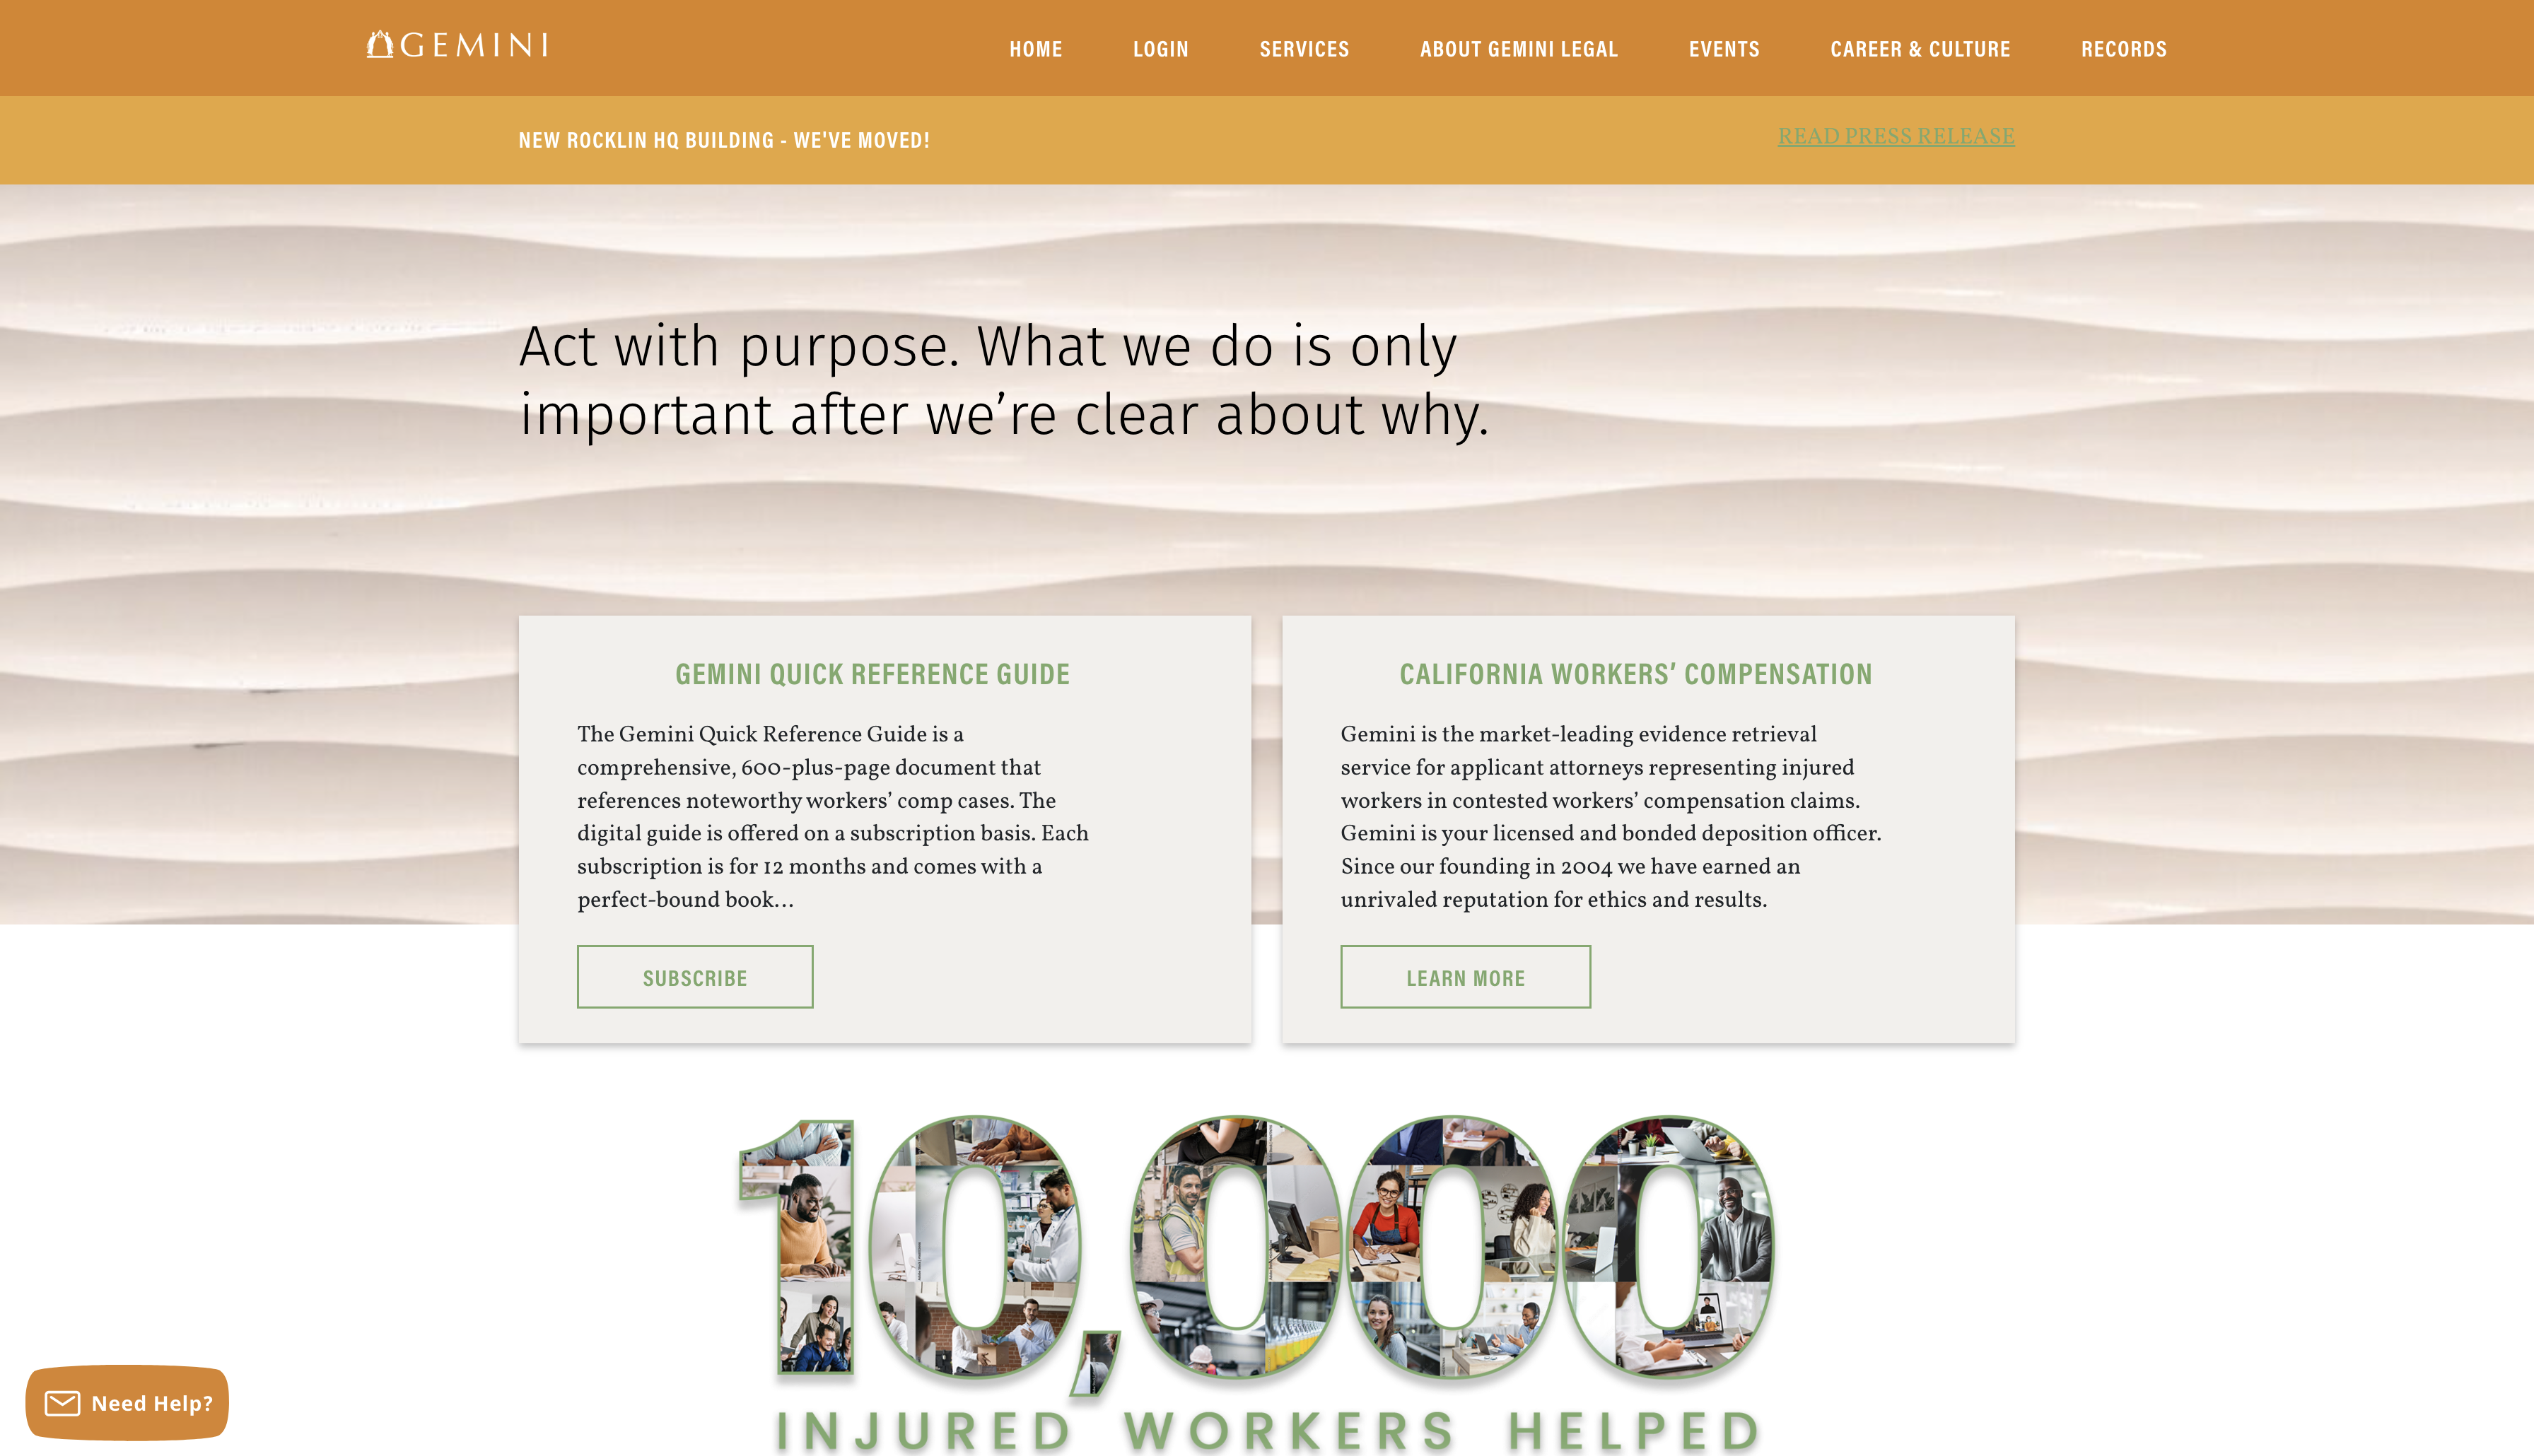 GEMINI
HOME LOGIN SERVICES ABOUT GEMINI LEGAL EVENTS CAREER & CULTURE RECORDS
NEW ROCKLIN HQ BUILDING - WE'VE MOVED!
READ PRESS RELEASE
Act with purpose. What we do is only
important after we’re clear about why.
GEMINI QUICK REFERENCE GUIDE
The Gemini Quick Reference Guide is a
comprehensive, 600-plus-page document that
references noteworthy workers’ comp cases. The
digital guide is offered on a subscription basis. Each
subscription is for 12 months and comes with a
perfect-bound book…
SUBSCRIBE
CALIFORNIA WORKERS’ COMPENSATION
Gemini is the market-leading evidence retrieval
service for applicant attorneys representing injured
workers in contested workers’ compensation claims.
Gemini is your licensed and bonded deposition officer.
Since our founding in 2004 we have earned an
unrivaled reputation for ethics and results.
LEARN MORE
10,000
INJURED WORKERS HELPED
Need Help?